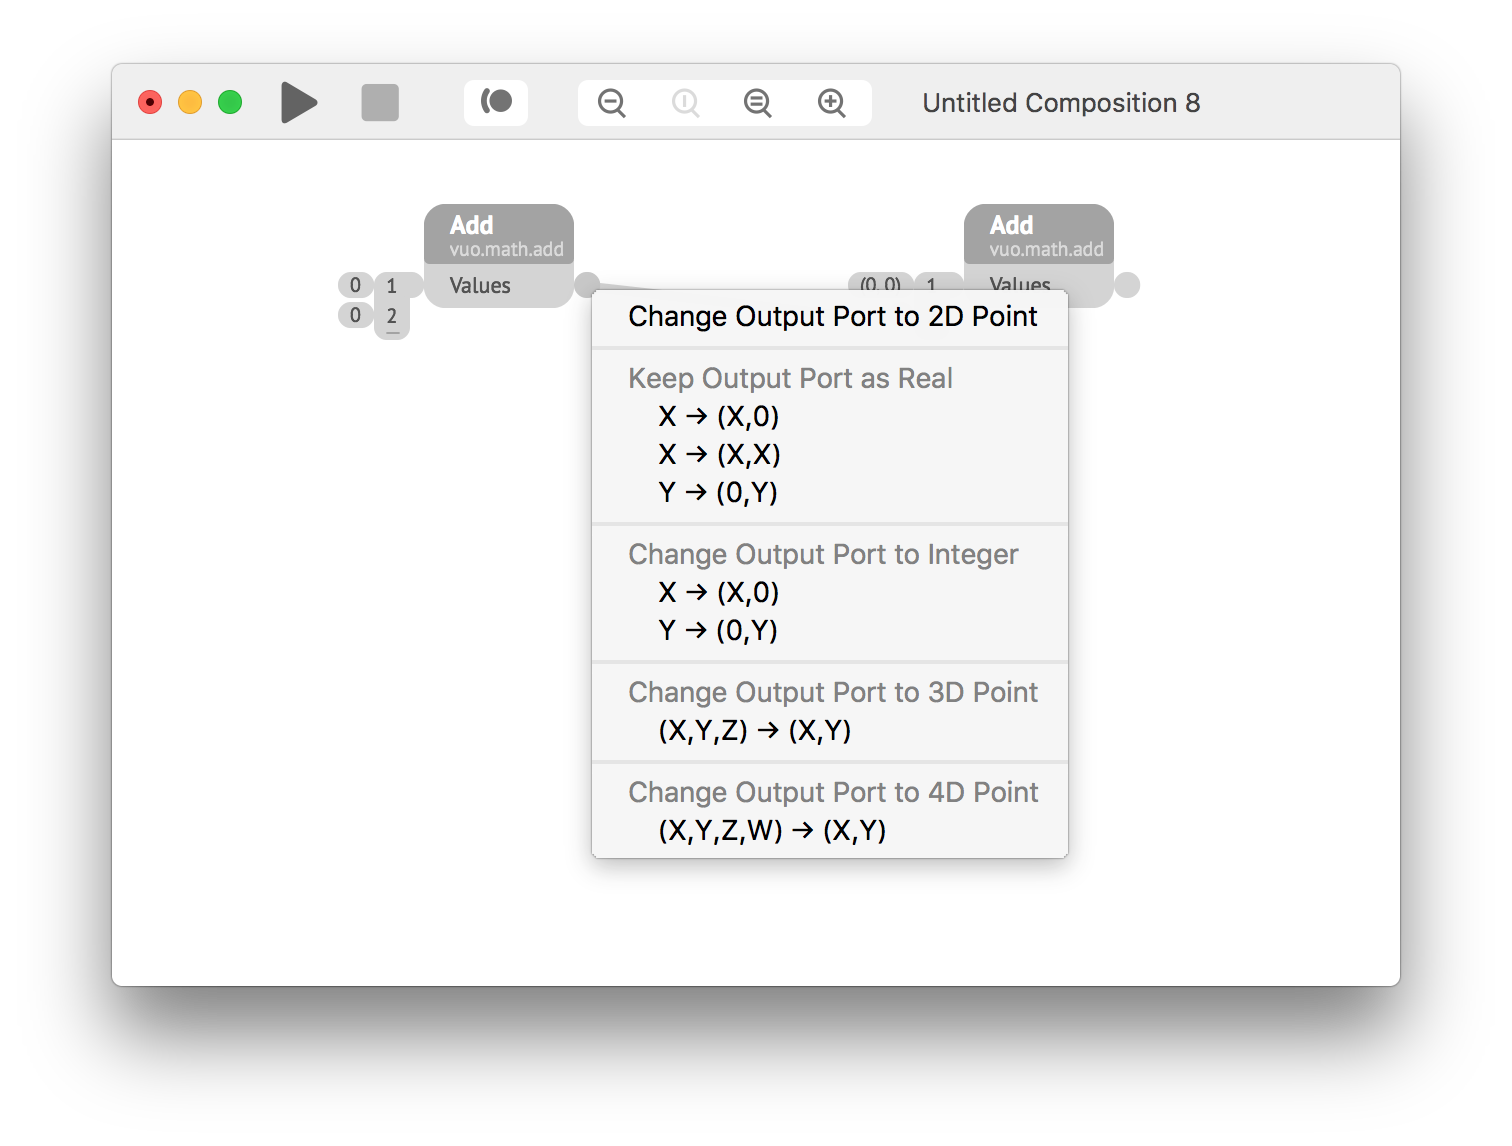 Untitled Composition 8
Add
vuo.math.add
0 1 Values
0 2
Add
vuo.math.add
(0,0) 1 Values
Change Output Port to 2D Point
Keep Output Port as Real
X → (X,0)
X → (X,X)
Y → (0,Y)
Change Output Port to Integer
X → (X,0)
Y → (0,Y)
Change Output Port to 3D Point
(X,Y,Z) → (X,Y)
Change Output Port to 4D Point
(X,Y,Z,W) → (X,Y)